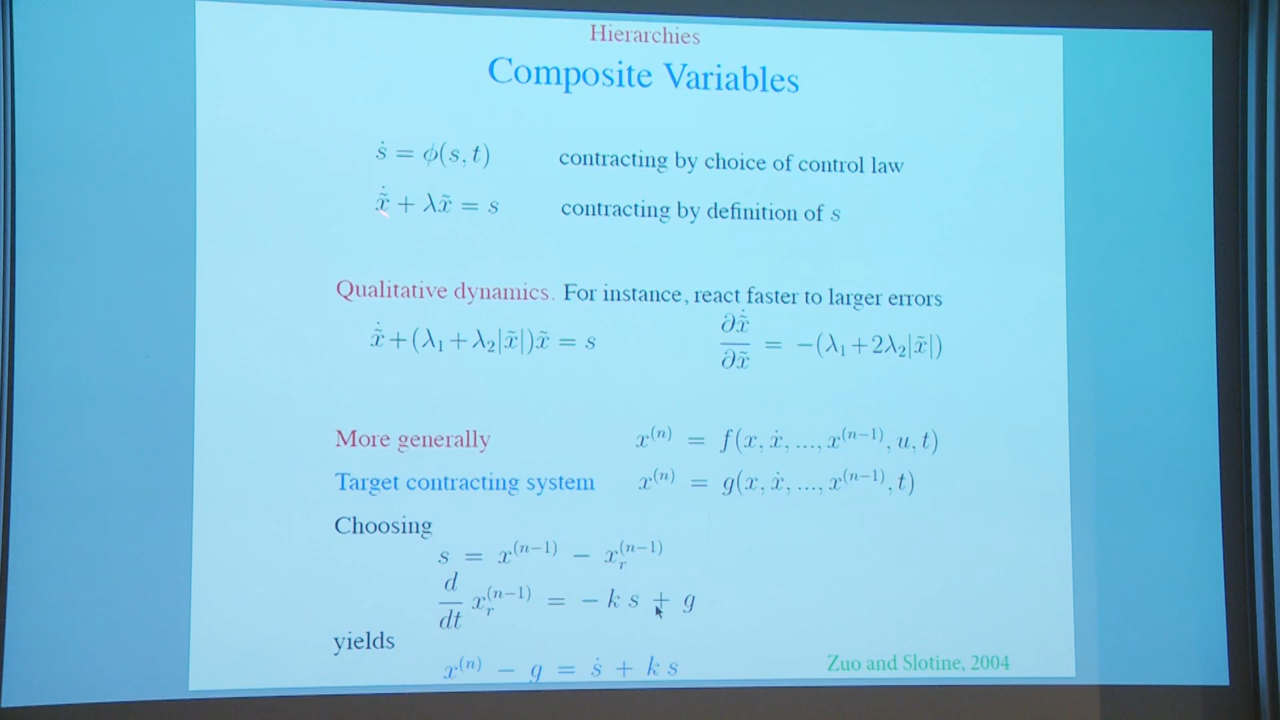 Hierarchies
Composite Variables
ṡ = ϕ(s, t) contracting by choice of control law
x̃̇ + λx̃ = s contracting by definition of s
Qualitative dynamics. For instance, react faster to larger errors
x̃̇ + (λ₁ + λ₂|x̃|)x̃ = s ∂x̃̇/∂x̃ = −(λ₁ + 2λ₂|x̃|)
More generally x⁽ⁿ⁾ = f(x, ẋ, ..., x⁽ⁿ⁻¹⁾, u, t)
Target contracting system x⁽ⁿ⁾ = g(x, ẋ, ..., x⁽ⁿ⁻¹⁾, t)
Choosing
s = x⁽ⁿ⁻¹⁾ − xᵣ⁽ⁿ⁻¹⁾
d/dt xᵣ⁽ⁿ⁻¹⁾ = − k s + g
yields
x⁽ⁿ⁾ − g = ṡ + k s
Zuo and Slotine, 2004